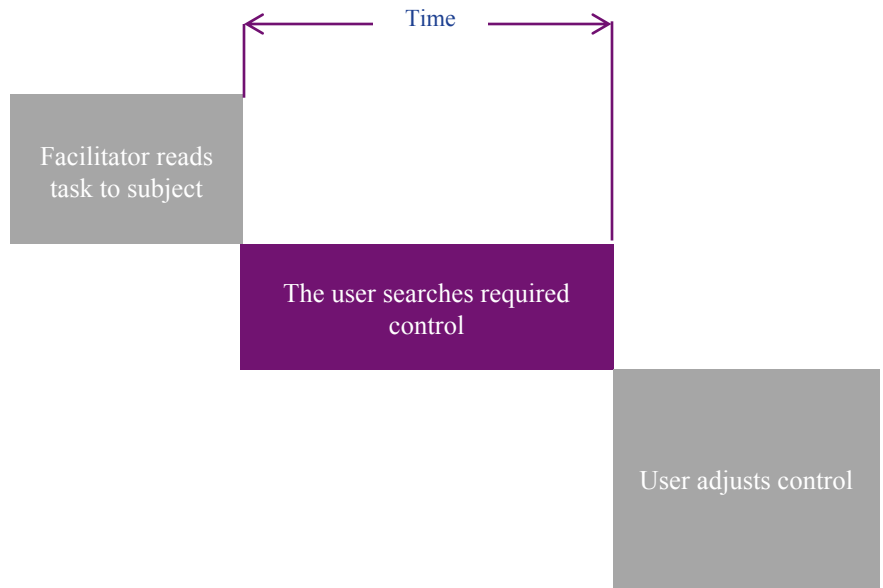 Time
Facilitator reads
task to subject
The user searches required
control
User adjusts control